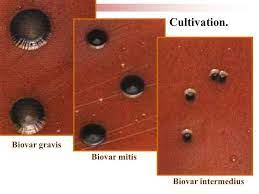 Cultivation.
Biovar gravis
Biovar mitis
Biovar intermedius